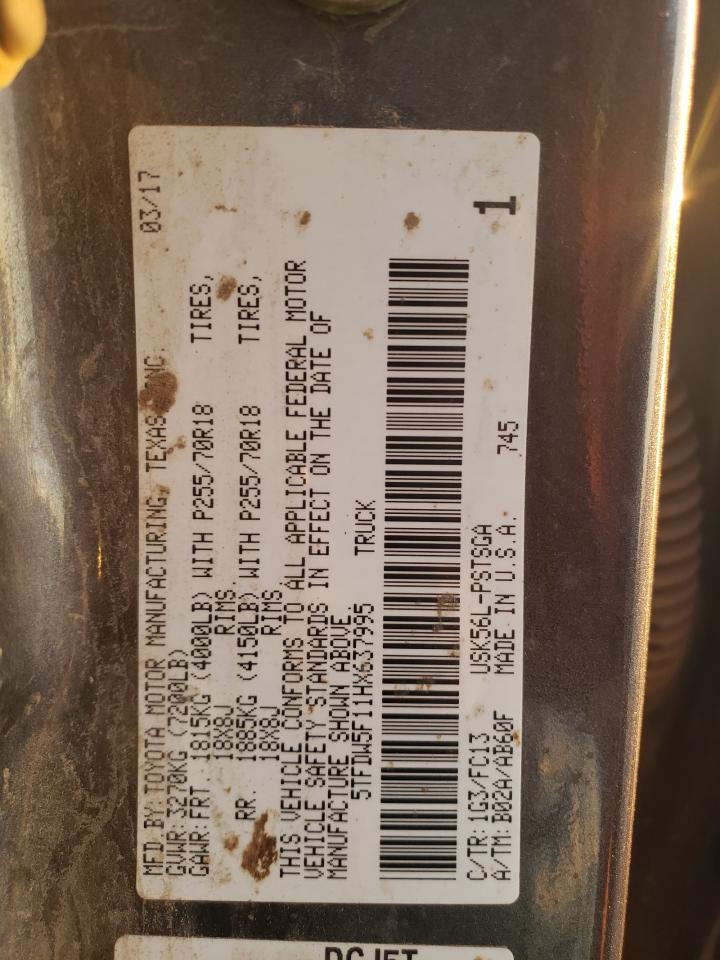 MFD BY: TOYOTA MOTOR MANUFACTURING, TEXAS INC. 03/17
GVWR: 3270KG (7200LB)
GAWR: FRT. 1815KG (4000LB) WITH P255/70R18 TIRES,
18X8J RIMS,
RR. 1885KG (4150LB) WITH P255/70R18 TIRES,
18X8J RIMS
THIS VEHICLE CONFORMS TO ALL APPLICABLE FEDERAL MOTOR
VEHICLE SAFETY STANDARDS IN EFFECT ON THE DATE OF
MANUFACTURE SHOWN ABOVE.
5TFDW5F11HX637995 TRUCK
C/TR: 1G3/FC13 USK56L-PSTSGA
A/TM: B02A/AB60F MADE IN U.S.A. 745 1